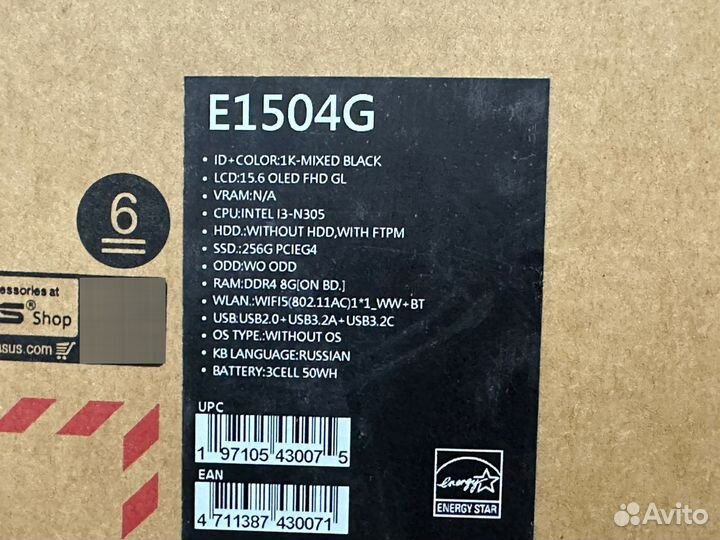 E1504G
• ID+COLOR:1K-MIXED BLACK
• LCD:15.6 OLED FHD GL
• VRAM:N/A
• CPU:INTEL I3-N305
• HDD.:WITHOUT HDD,WITH FTPM
• SSD.:256G PCIEG4
• ODD:WO ODD
• RAM:DDR4 8G[ON BD.]
• WLAN.:WIFI5(802.11AC)1*1_WW+BT
• USB:USB2.0+USB3.2A+USB3.2C
• OS TYPE.:WITHOUT OS
• KB LANGUAGE:RUSSIAN
• BATTERY:3CELL 50WH
UPC
1 97105 43007 5
EAN
4 711387 430071
energy
ENERGY STAR
6
essories at
S® Shop
asus.com
Avito